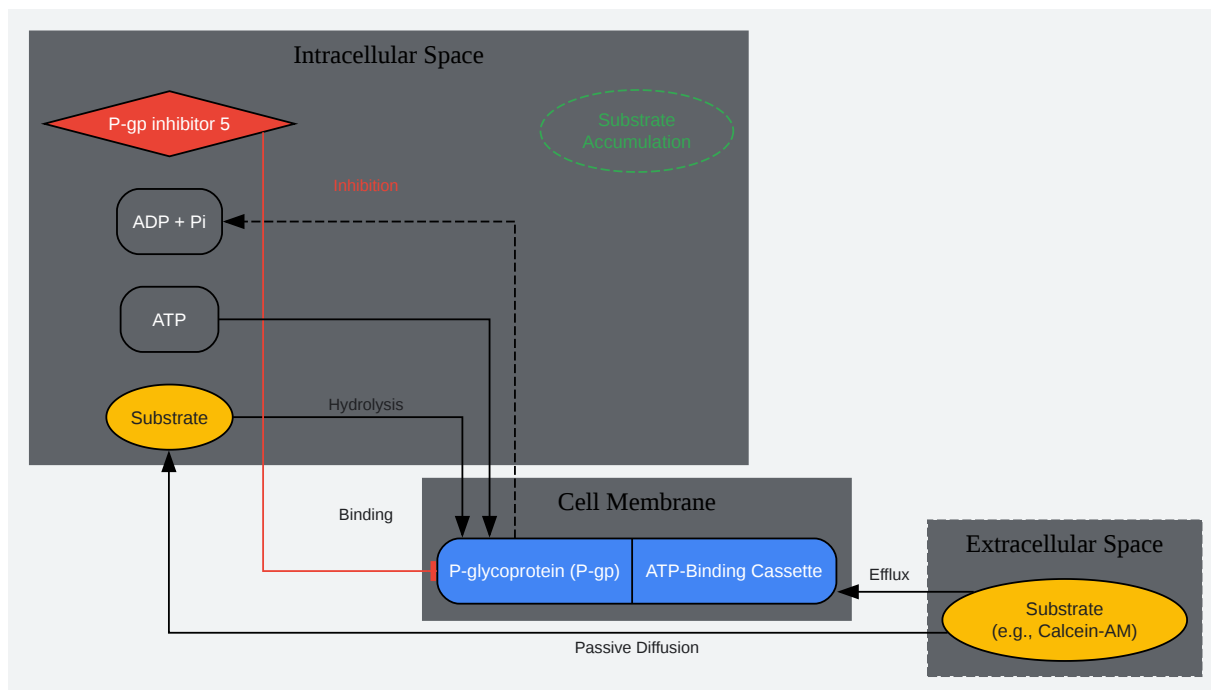 Intracellular Space
P-gp inhibitor 5
Substrate
Accumulation
Inhibition
ADP + Pi
ATP
Hydrolysis
Substrate
Binding
Cell Membrane
P-glycoprotein (P-gp)
ATP-Binding Cassette
Extracellular Space
Efflux
Substrate
(e.g., Calcein-AM)
Passive Diffusion